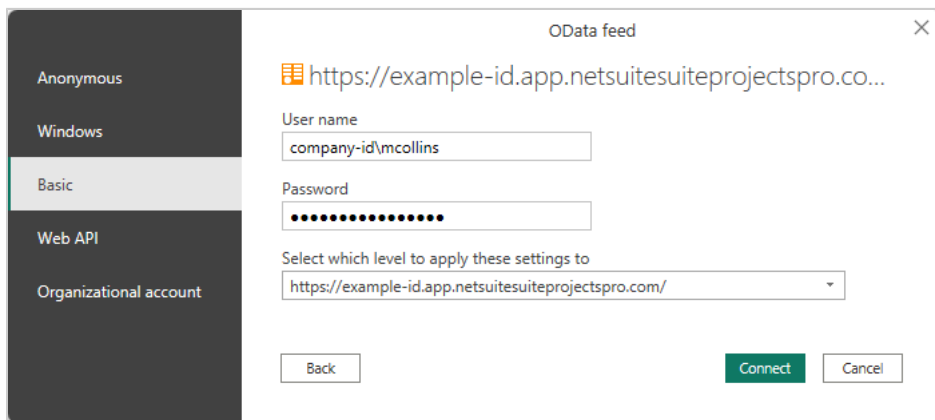 OData feed
Anonymous
Windows
Basic
Web API
Organizational account
https://example-id.app.netsuitesuiteprojectspro.co...
User name
company-id\mcollins
Password
●●●●●●●●●●●●●●●●
Select which level to apply these settings to
https://example-id.app.netsuitesuiteprojectspro.com/
Back
Connect
Cancel